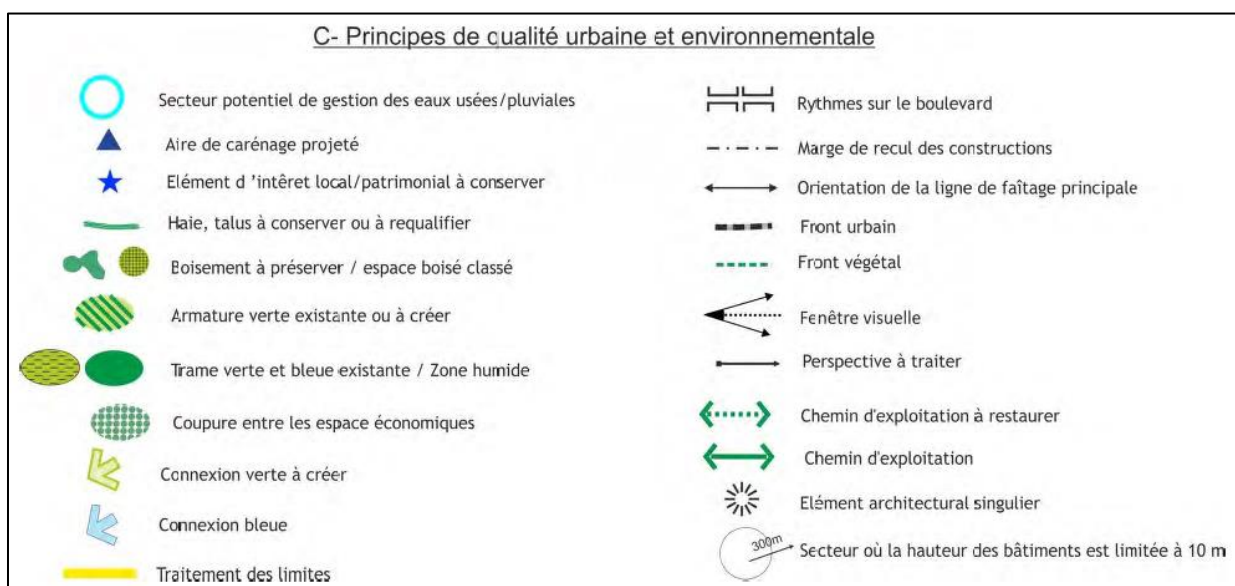 C- Principes de qualité urbaine et environnementale
Secteur potentiel de gestion des eaux usées/pluviales
Aire de carénage projeté
Elément d 'intêret local/patrimonial à conserver
Haie, talus à conserver ou à requalifier
Boisement à préserver / espace boisé classé
Armature verte existante ou à créer
Trame verte et bleue existante / Zone humide
Coupure entre les espace économiques
Connexion verte à créer
Connexion bleue
Traitement des limites
Rythmes sur le boulevard
Marge de recul des constructions
Orientation de la ligne de faîtage principale
Front urbain
Front végétal
Fenêtre visuelle
Perspective à traiter
Chemin d'exploitation à restaurer
Chemin d'exploitation
Elément architectural singulier
300m
Secteur où la hauteur des bâtiments est limitée à 10 m